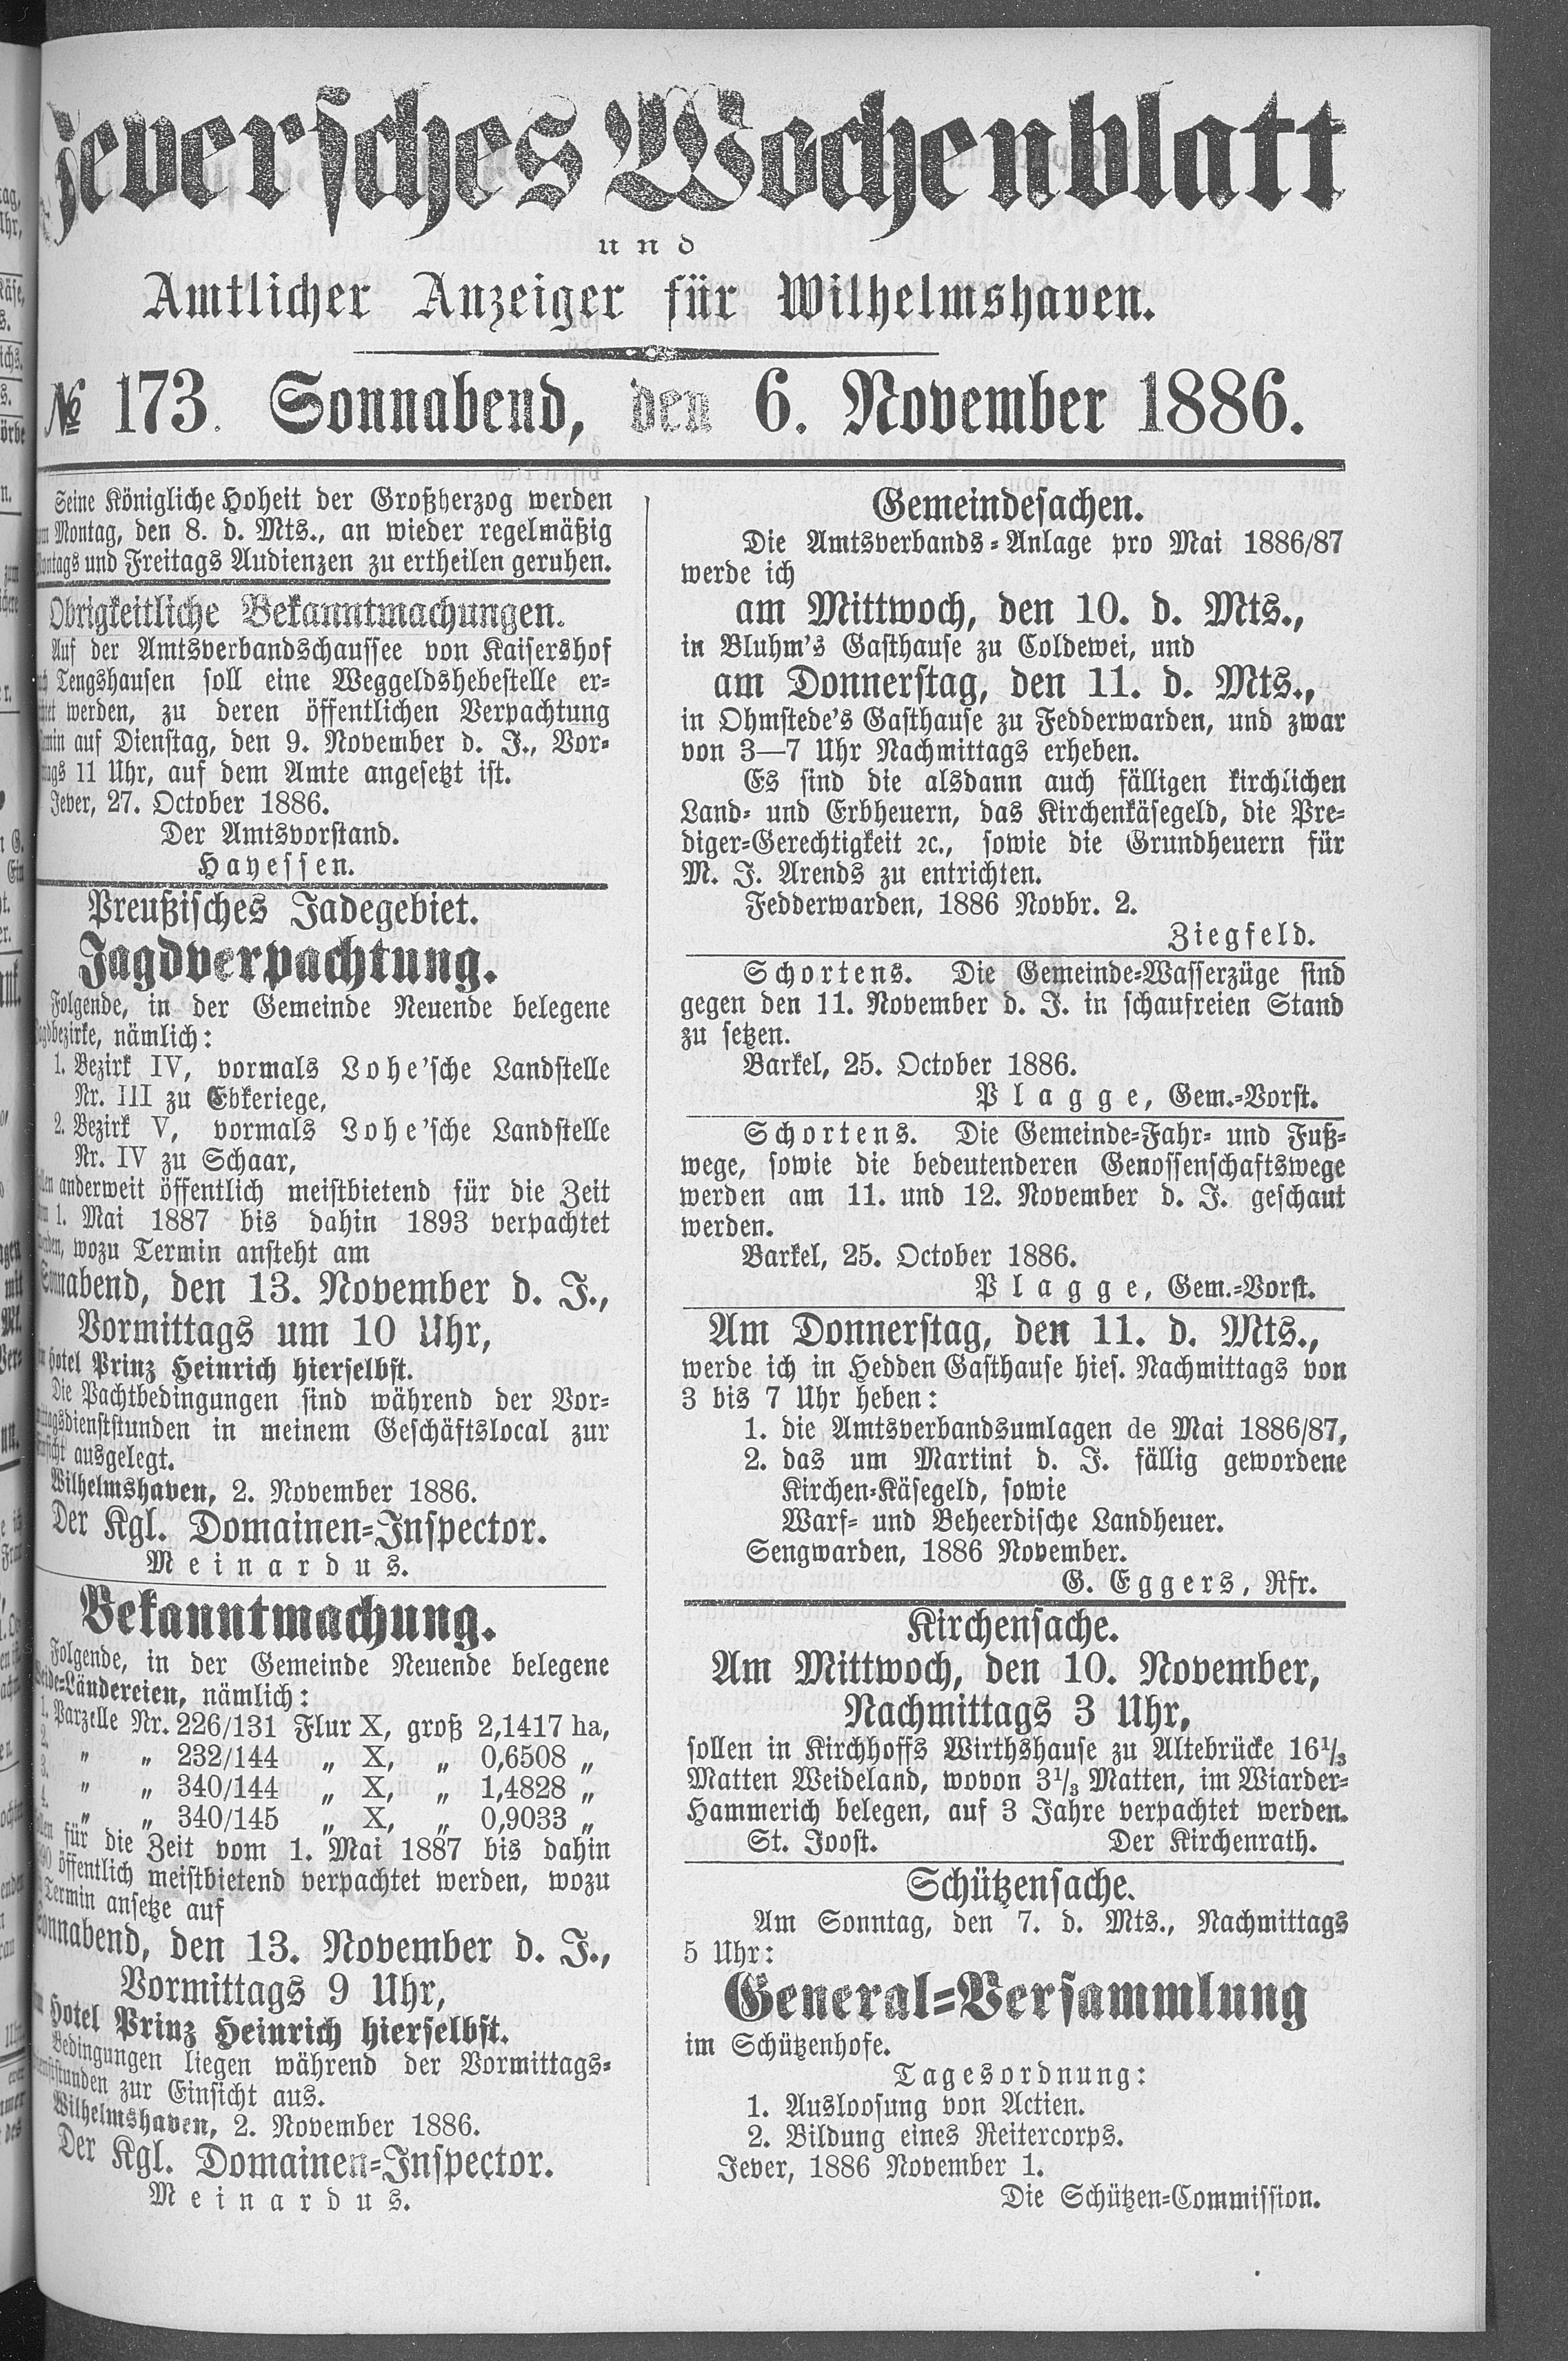 Jeversches Wochenblatt
und
Amtlicher Anzeiger für Wilhelmshaven.
№ 173. Sonnabend, den 6. November 1886.
Seine Königliche Hoheit der Großherzog werden
Montag, den 8. d. Mts., an wieder regelmäßig
und Freitags Audienzen zu ertheilen geruhen.
Obrigkeitliche Bekanntmachungen.
Auf der Amtsverbandschaussee von Kaisershof
Tengshausen soll eine Weggeldshebestelle er-
werden, zu deren öffentlichen Verpachtung
auf Dienstag, den 9. November d. J., Vor-
11 Uhr, auf dem Amte angesetzt ist.
Jever, 27. October 1886.
Der Amtsvorstand.
Hayessen.
Preußisches Jadegebiet.
Jagdverpachtung.
Folgende, in der Gemeinde Neuende belegene
nämlich:
1. Bezirk IV, vormals Lohe'sche Landstelle
Nr. III zu Ebkeriege,
2. Bezirk V, vormals Lohe'sche Landstelle
Nr. IV zu Schaar,
anderweit öffentlich meistbietend für die Zeit
1. Mai 1887 bis dahin 1893 verpachtet
wozu Termin ansteht am
Sonnabend, den 13. November d. J.,
Vormittags um 10 Uhr,
Hotel Prinz Heinrich hierselbst.
Die Pachtbedingungen sind während der Vor-
in meinem Geschäftslocal zur
ausgelegt.
Wilhelmshaven, 2. November 1886.
Der Kgl. Domainen-Inspector.
Meinardus.
Bekanntmachung.
Folgende, in der Gemeinde Neuende belegene
nämlich:
1. Parzelle Nr. 226/131 Flur X, groß 2,1417 ha,
2. „ „ 232/144 „ X, „ 0,6508 „
3. „ „ 340/144 „ X, „ 1,4828 „
4. „ „ 340/145 „ X, „ 0,9033 „
für die Zeit vom 1. Mai 1887 bis dahin
öffentlich meistbietend verpachtet werden, wozu
Termin ansetze auf
Sonnabend, den 13. November d. J.,
Vormittags 9 Uhr,
Hotel Prinz Heinrich hierselbst.
Bedingungen liegen während der Vormittags-
zur Einsicht aus.
Wilhelmshaven, 2. November 1886.
Der Kgl. Domainen-Inspector.
Meinardus.
Gemeindesachen.
Die Amtsverbands-Anlage pro Mai 1886/87
werde ich
am Mittwoch, den 10. d. Mts.,
in Bluhm's Gasthause zu Coldewei, und
am Donnerstag, den 11. d. Mts.,
in Ohmstede's Gasthause zu Fedderwarden, und zwar
von 3—7 Uhr Nachmittags erheben.
Es sind die alsdann auch fälligen kirchlichen
Land- und Erbheuern, das Kirchenkäsegeld, die Pre-
diger-Gerechtigkeit ꝛc., sowie die Grundheuern für
M. J. Arends zu entrichten.
Fedderwarden, 1886 Novbr. 2.
Ziegfeld.
Schortens. Die Gemeinde-Wasserzüge sind
gegen den 11. November d. J. in schaufreien Stand
zu setzen.
Barkel, 25. October 1886.
Plagge, Gem.-Vorst.
Schortens. Die Gemeinde-Fahr- und Fuß-
wege, sowie die bedeutenderen Genossenschaftswege
werden am 11. und 12. November d. J. geschaut
werden.
Barkel, 25. October 1886.
Plagge, Gem.-Vorst.
Am Donnerstag, den 11. d. Mts.,
werde ich in Hedden Gasthause hies. Nachmittags von
3 bis 7 Uhr heben:
1. die Amtsverbandsumlagen de Mai 1886/87,
2. das um Martini d. J. fällig gewordene
Kirchen-Käsegeld, sowie
Warf- und Beheerdische Landheuer.
Sengwarden, 1886 November.
G. Eggers, Rfr.
Kirchensache.
Am Mittwoch, den 10. November,
Nachmittags 3 Uhr,
sollen in Kirchhoffs Wirthshause zu Altebrücke 16⅓
Matten Weideland, wovon 3⅓ Matten, im Wiarder-
Hammerich belegen, auf 3 Jahre verpachtet werden.
St. Joost. Der Kirchenrath.
Schützensache.
Am Sonntag, den 7. d. Mts., Nachmittags
5 Uhr:
General-Versammlung
im Schützenhofe.
Tagesordnung:
1. Ausloosung von Actien.
2. Bildung eines Reitercorps.
Jever, 1886 November 1.
Die Schützen-Commission.